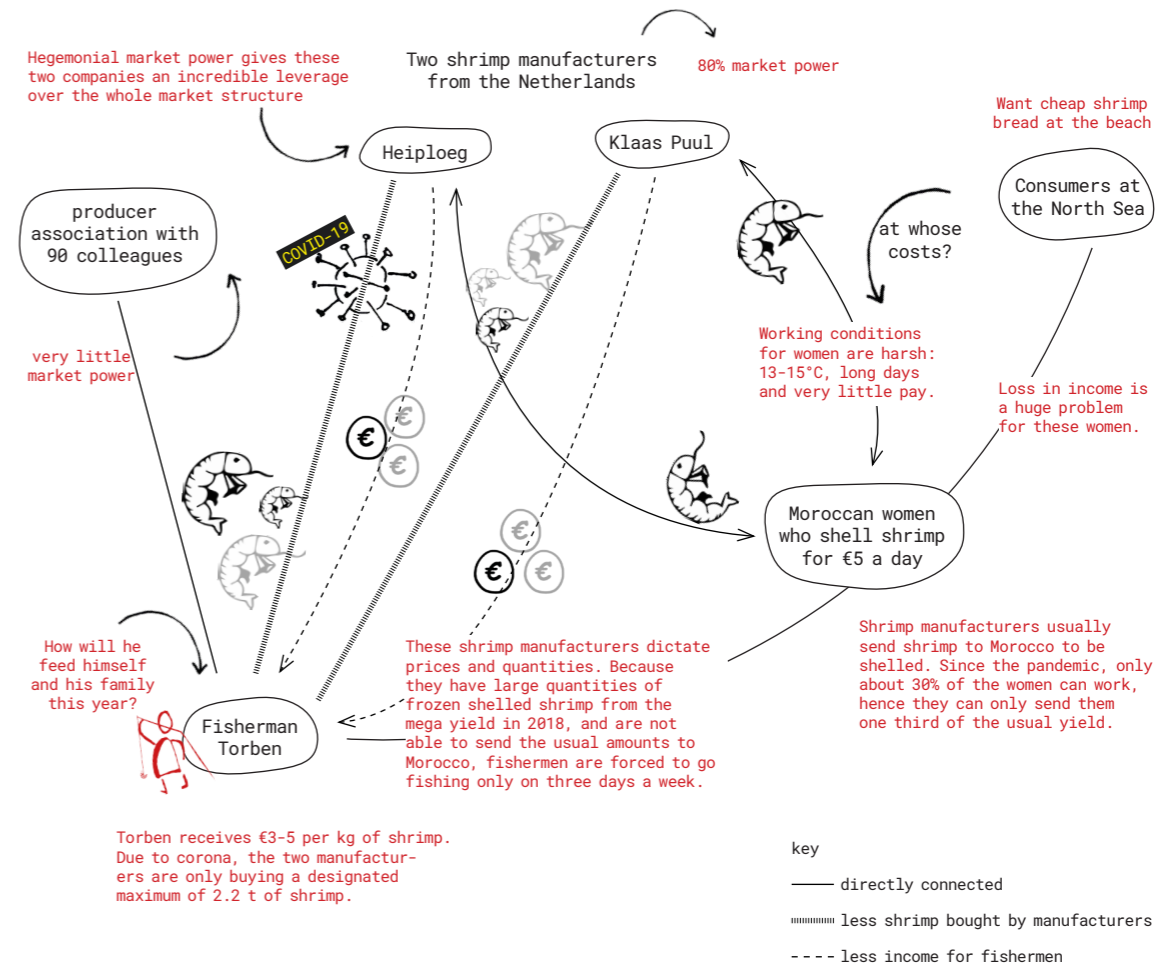 Hegemonial market power gives these
two companies an incredible leverage
over the whole market structure
Two shrimp manufacturers
from the Netherlands
80% market power
Want cheap shrimp
bread at the beach
Heiploeg
Klaas Puul
Consumers at
the North Sea
producer
association with
90 colleagues
COVID-19
at whose
costs?
very little
market power
Working conditions
for women are harsh:
13-15°C, long days
and very little pay.
Loss in income is
a huge problem
for these women.
€
€
€
Moroccan women
who shell shrimp
for €5 a day
€
€
€
How will he
feed himself
and his family
this year?
Fisherman
Torben
These shrimp manufacturers dictate
prices and quantities. Because
they have large quantities of
frozen shelled shrimp from the
mega yield in 2018, and are not
able to send the usual amounts to
Morocco, fishermen are forced to go
fishing only on three days a week.
Shrimp manufacturers usually
send shrimp to Morocco to be
shelled. Since the pandemic, only
about 30% of the women can work,
hence they can only send them
one third of the usual yield.
Torben receives €3-5 per kg of shrimp.
Due to corona, the two manufactur-
ers are only buying a designated
maximum of 2.2 t of shrimp.
key
directly connected
less shrimp bought by manufacturers
less income for fishermen